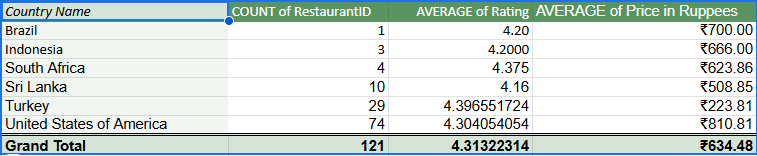 Country Name COUNT of RestaurantID AVERAGE of Rating AVERAGE of Price in Ruppees
Brazil 1 4.20 ₹700.00
Indonesia 3 4.2000 ₹666.00
South Africa 4 4.375 ₹623.86
Sri Lanka 10 4.16 ₹508.85
Turkey 29 4.396551724 ₹223.81
United States of America 74 4.304054054 ₹810.81
Grand Total 121 4.31322314 ₹634.48